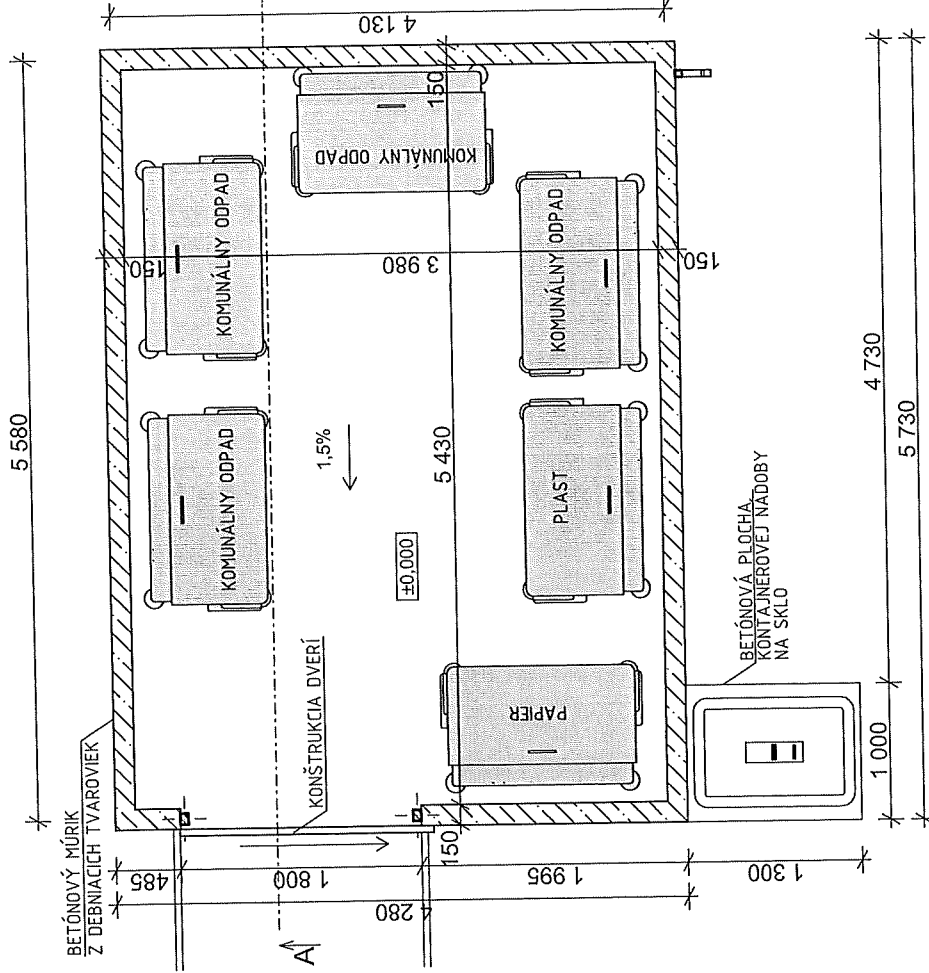 4 130
5 580
150
KOMUNÁLNY ODPAD
KOMUNÁLNY ODPAD
150
3 980
KOMUNÁLNY ODPAD
150
KOMUNÁLNY ODPAD
1,5%
5 430
4 730
5 730
PLAST
±0,000
BETÓNOVÁ PLOCHA,
KONTAJNEROVEJ NÁDOBY
NA SKLO
KONŠTRUKCIA DVERÍ
PAPIER
1 000
BETÓNOVÝ MÚRIK
Z DEBNIACICH TVAROVIEK
150
485
1 800
1 995
1 300
4 280
A